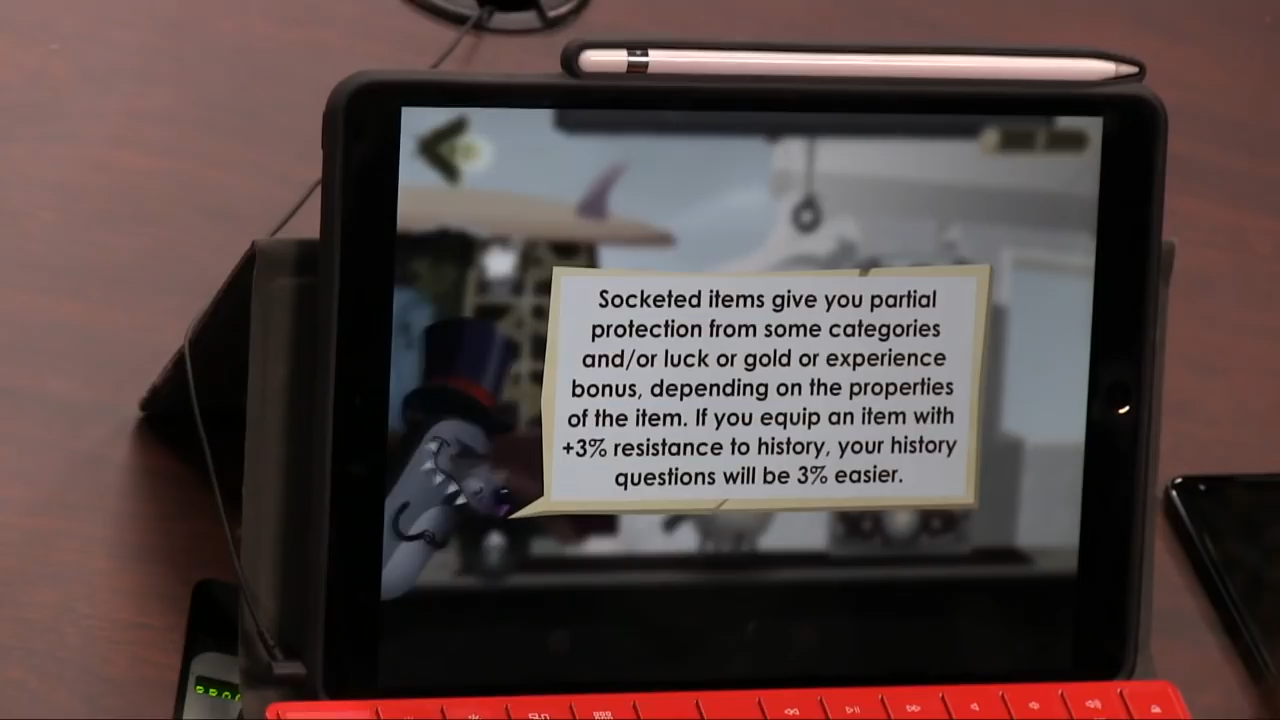 Socketed items give you partial
protection from some categories
and/or luck or gold or experience
bonus, depending on the properties
of the item. If you equip an item with
+3% resistance to history, your history
questions will be 3% easier.